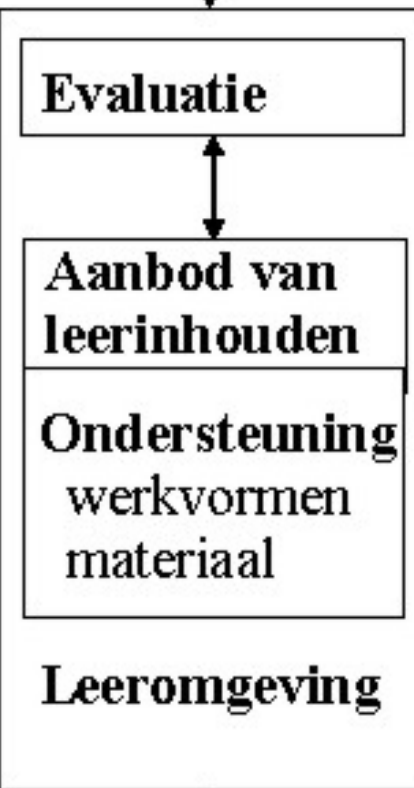 Evaluatie
Aanbod van
leerinhouden
Ondersteuning
werkvormen
materiaal
Leeromgeving